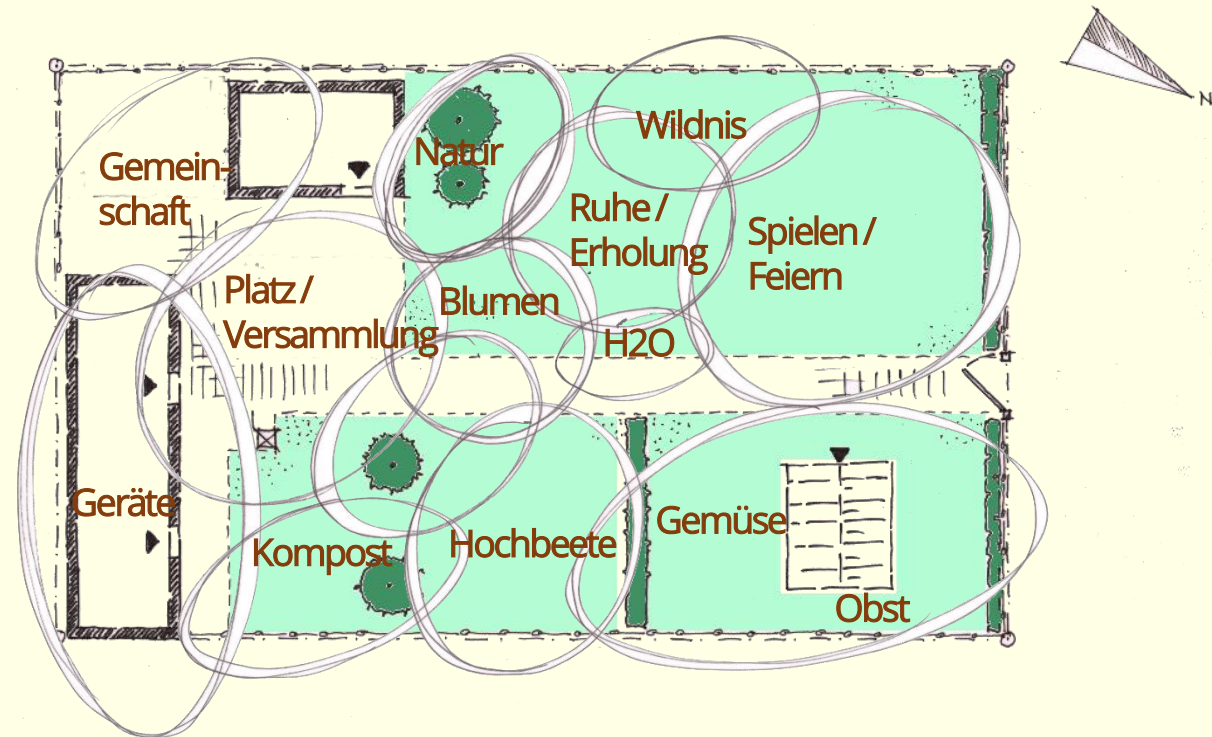 N
Wildnis
Natur
Gemein-
schaft
Ruhe /
Erholung
Spielen /
Feiern
Platz /
Versammlung
Blumen
H2O
Geräte
Kompost
Hochbeete
Gemüse
Obst